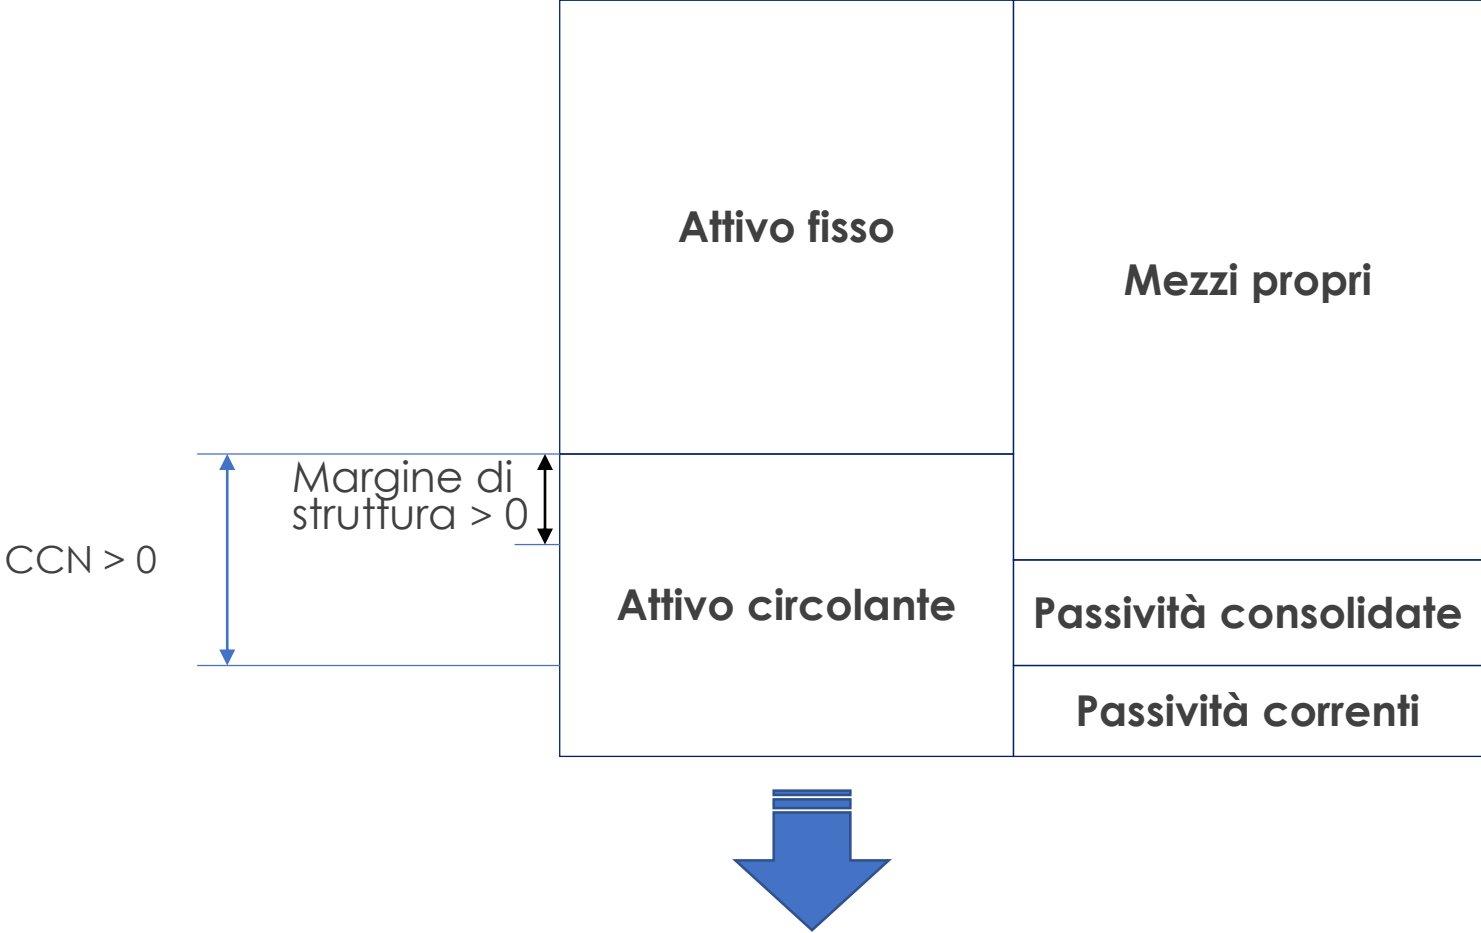 Attivo fisso
Mezzi propri
Margine di
struttura > 0
CCN > 0
Attivo circolante
Passività consolidate
Passività correnti